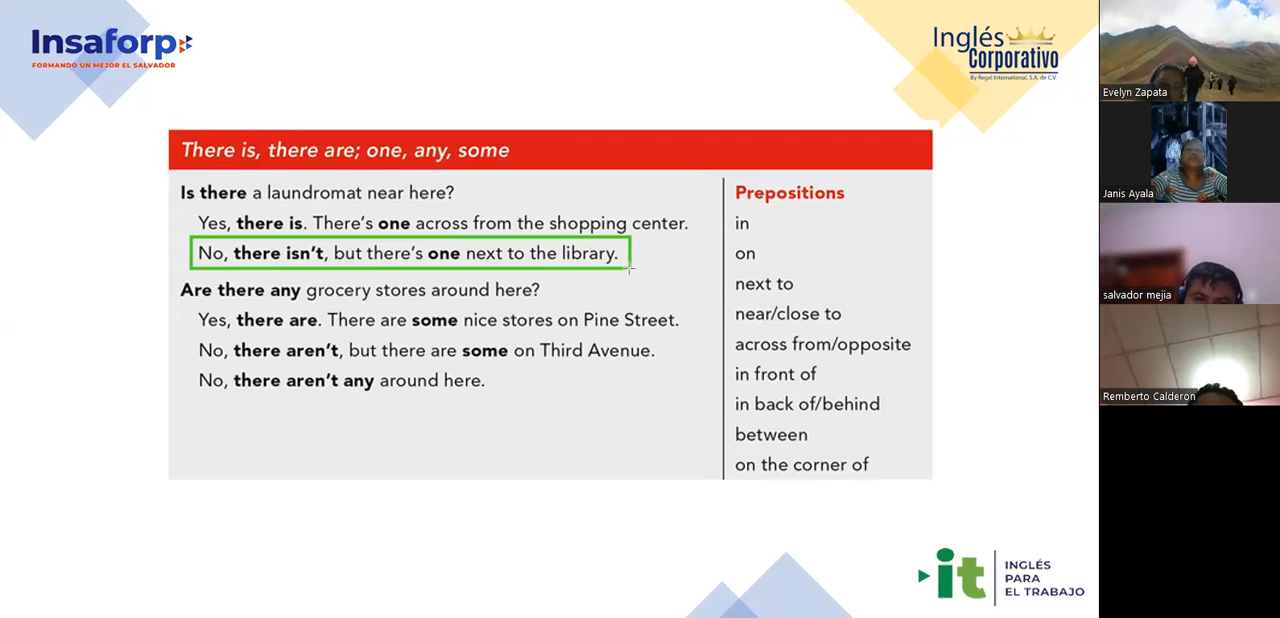 Insaforp
FORMANDO UN MEJOR EL SALVADOR
Inglés
Corporativo
By Regal International, S.A. de C.V.
There is, there are; one, any, some
Is there a laundromat near here?
Yes, there is. There's one across from the shopping center.
No, there isn't, but there's one next to the library.
Are there any grocery stores around here?
Yes, there are. There are some nice stores on Pine Street.
No, there aren't, but there are some on Third Avenue.
No, there aren't any around here.
Prepositions
in
on
next to
near/close to
across from/opposite
in front of
in back of/behind
between
on the corner of
it
INGLÉS
PARA
EL TRABAJO
Evelyn Zapata
Janis Ayala
salvador mejia
Remberto Calderon